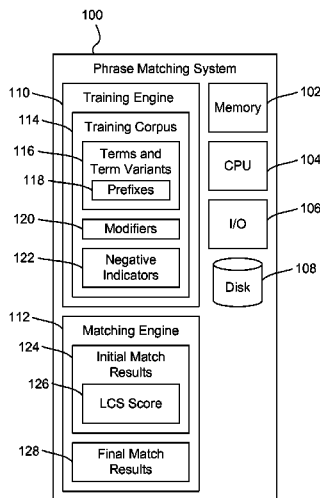 100
Phrase Matching System
110
Training Engine
114
Training Corpus
116
Terms and
Term Variants
118
Prefixes
120
Modifiers
122
Negative
Indicators
112
Matching Engine
124
Initial Match
Results
126
LCS Score
128
Final Match
Results
Memory
102
CPU
104
I/O
106
Disk
108